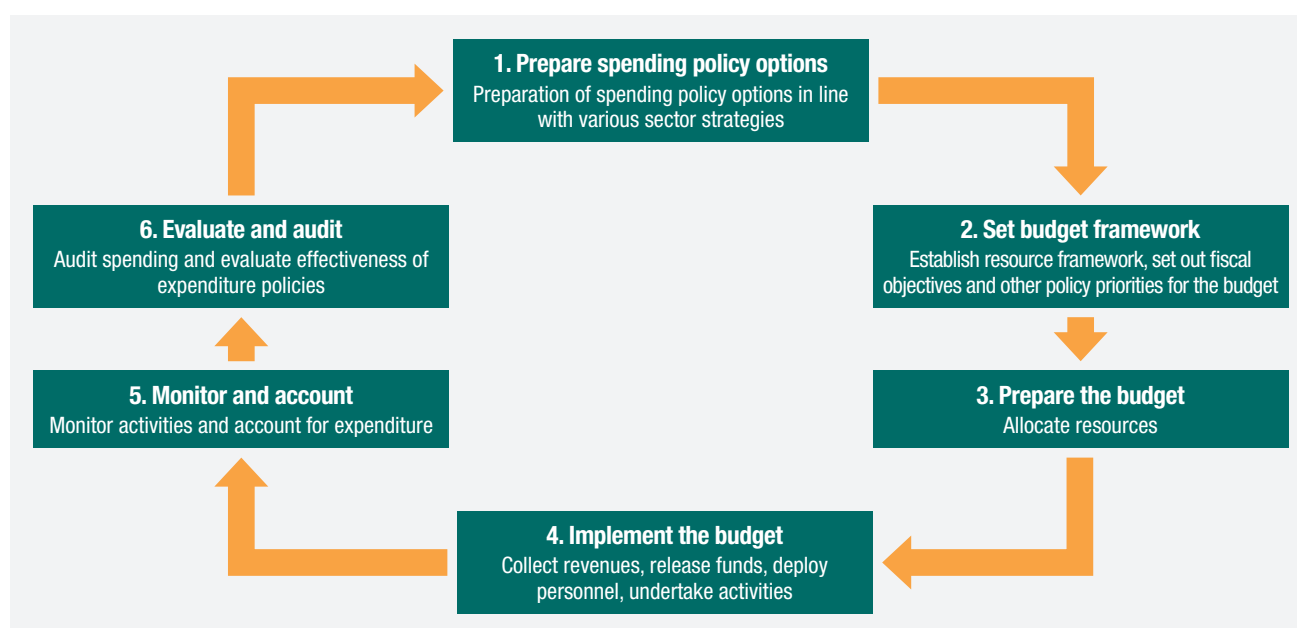 1. Prepare spending policy options
Preparation of spending policy options in line
with various sector strategies
2. Set budget framework
Establish resource framework, set out fiscal
objectives and other policy priorities for the budget
3. Prepare the budget
Allocate resources
4. Implement the budget
Collect revenues, release funds, deploy
personnel, undertake activities
5. Monitor and account
Monitor activities and account for expenditure
6. Evaluate and audit
Audit spending and evaluate effectiveness of
expenditure policies